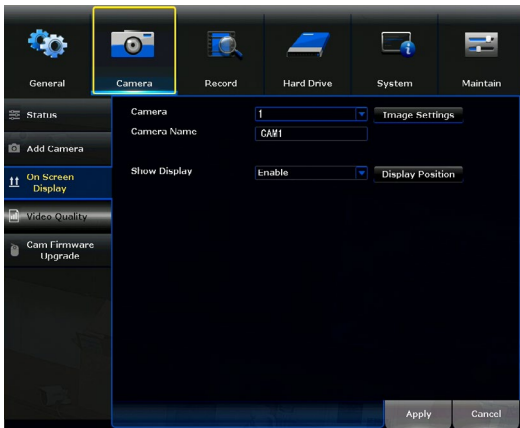 General Camera Record Hard Drive System Maintain
Status
Add Camera
On Screen
Display
Video Quality
Cam Firmware
Upgrade
Camera 1 Image Settings
Camera Name CAM1
Show Display Enable Display Position
Apply Cancel